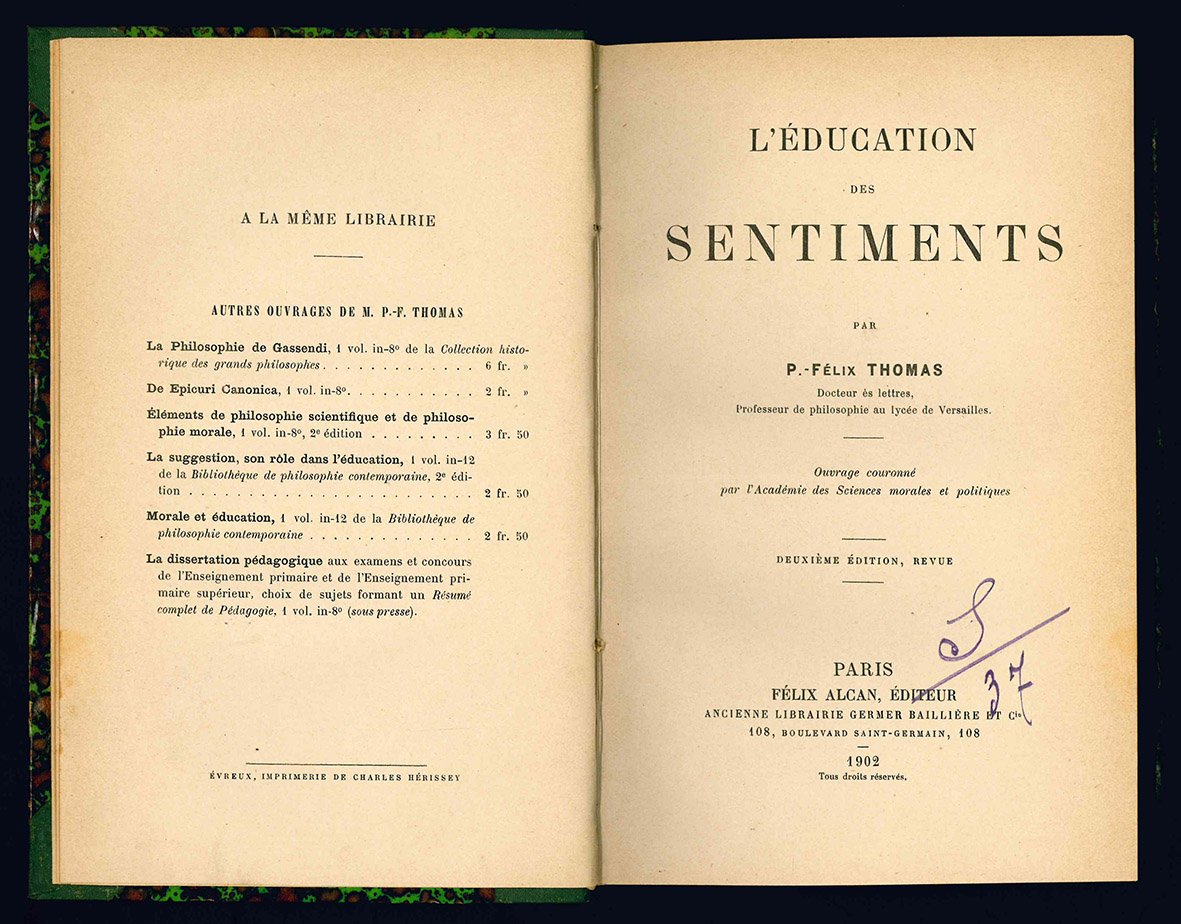 A LA MÊME LIBRAIRIE
AUTRES OUVRAGES DE M. P.-F. THOMAS
La Philosophie de Gassendi, 1 vol. in-8º de la Collection histo-
rique des grands philosophes . . . . . . . . . . . . . 6 fr. »
De Epicuri Canonica, 1 vol. in-8º. . . . . . . . . . . . 2 fr. »
Éléments de philosophie scientifique et de philoso-
phie morale, 1 vol. in-8º, 2e édition . . . . . . . . . 3 fr. 50
La suggestion, son rôle dans l'éducation, 1 vol. in-12
de la Bibliothèque de philosophie contemporaine, 2e édi-
tion . . . . . . . . . . . . . . . . . . . . . . . . . 2 fr. 50
Morale et éducation, 1 vol. in-12 de la Bibliothèque de
philosophie contemporaine . . . . . . . . . . . . . . 2 fr. 50
La dissertation pédagogique aux examens et concours
de l'Enseignement primaire et de l'Enseignement pri-
maire supérieur, choix de sujets formant un Résumé
complet de Pédagogie, 1 vol. in-8º (sous presse).
ÉVREUX, IMPRIMERIE DE CHARLES HÉRISSEY
L'ÉDUCATION
DES
SENTIMENTS
PAR
P.-FÉLIX THOMAS
Docteur ès lettres,
Professeur de philosophie au lycée de Versailles.
Ouvrage couronné
par l'Académie des Sciences morales et politiques
DEUXIÈME ÉDITION, REVUE
S
37
PARIS
FÉLIX ALCAN, ÉDITEUR
ANCIENNE LIBRAIRIE GERMER BAILLIÈRE ET Cie
108, BOULEVARD SAINT-GERMAIN, 108
1902
Tous droits réservés.